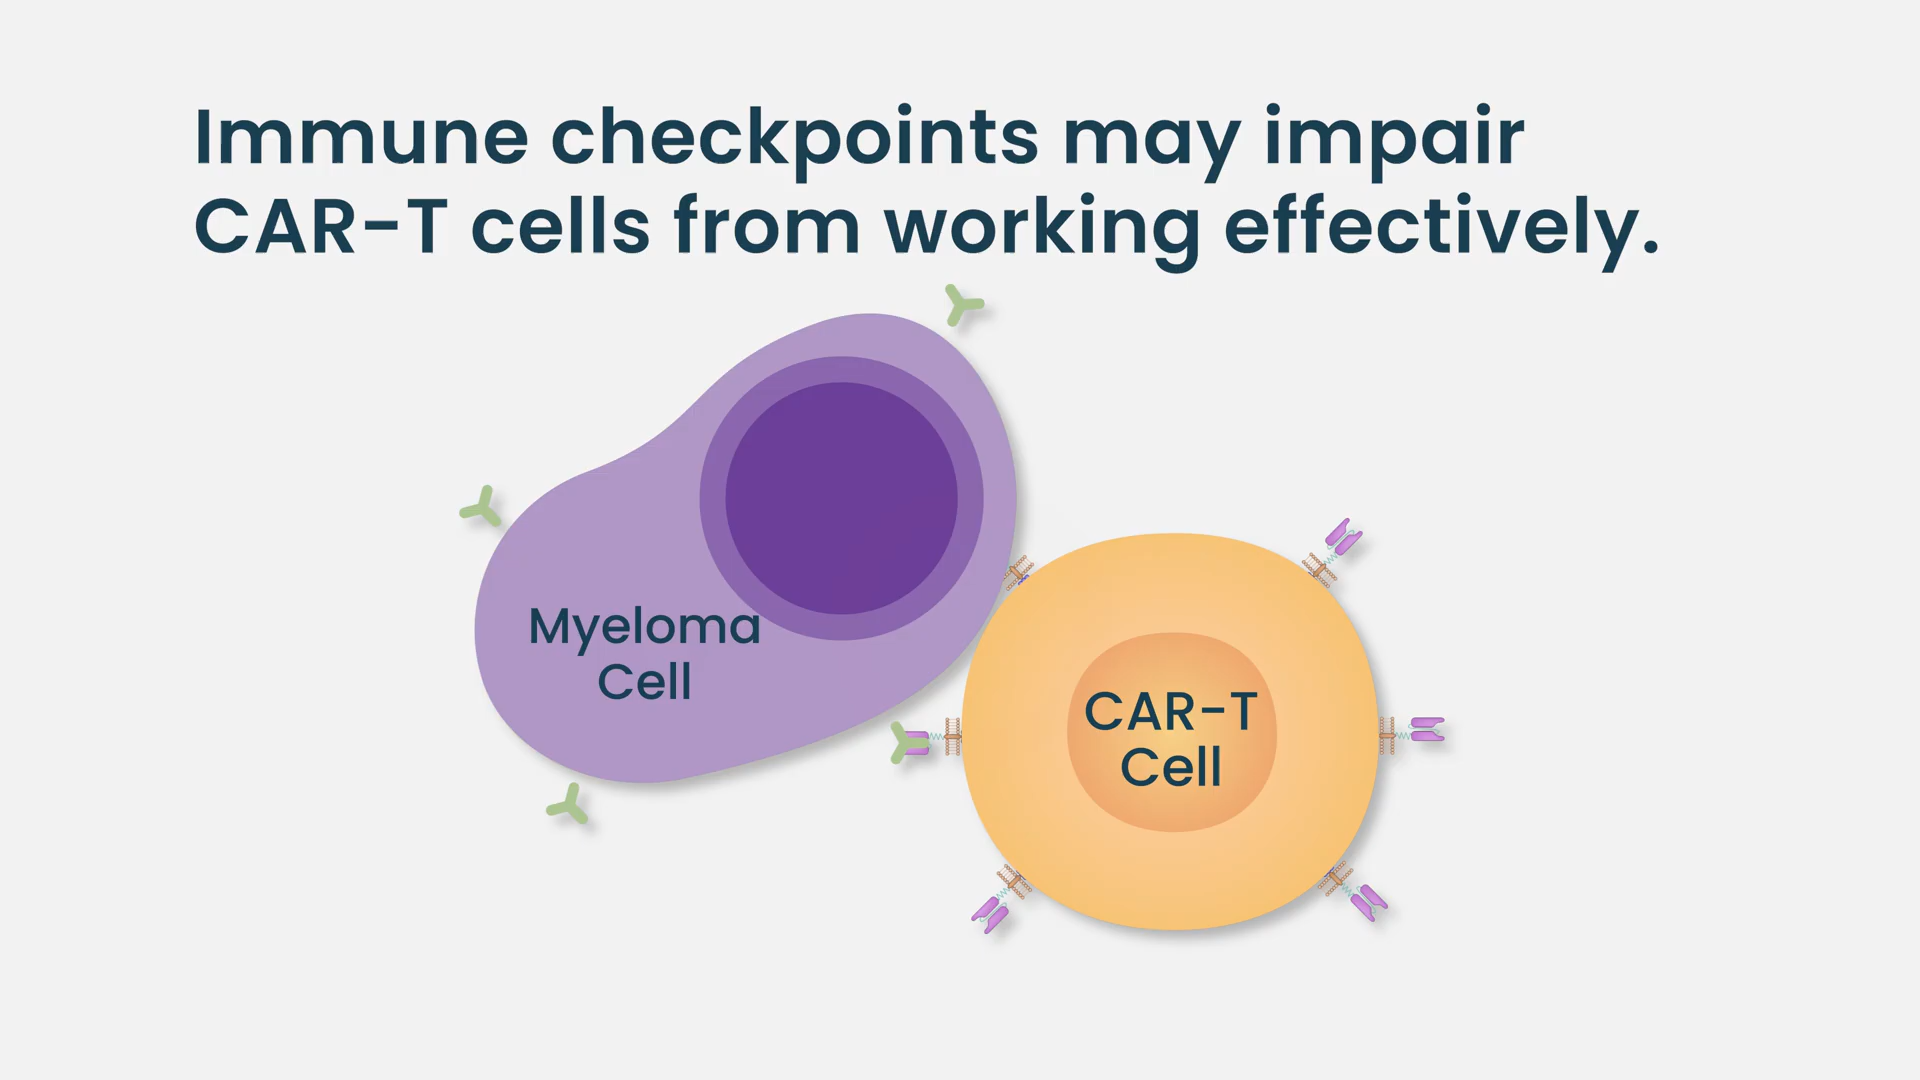 Immune checkpoints may impair
CAR-T cells from working effectively.
Myeloma
Cell
CAR-T
Cell